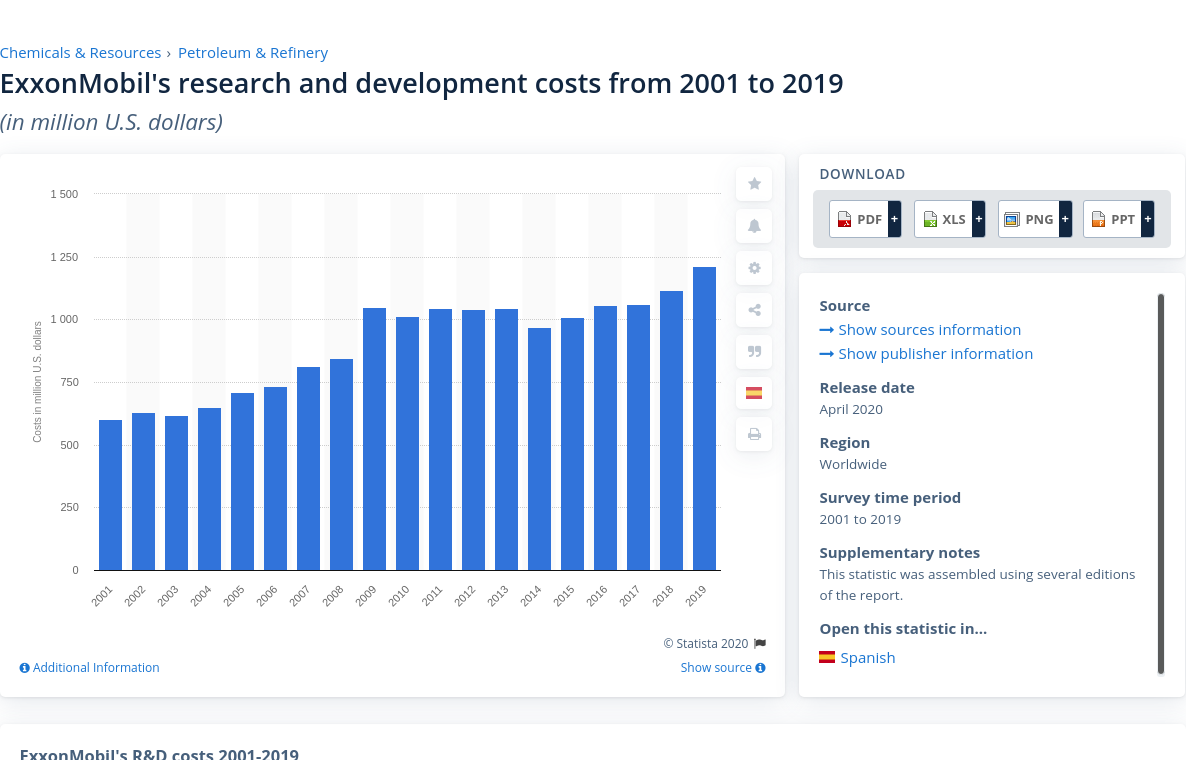 Chemicals & Resources › Petroleum & Refinery
ExxonMobil's research and development costs from 2001 to 2019
(in million U.S. dollars)
1 500
1 250
1 000
750
500
250
0
Costs in million U.S. dollars
2001 2002 2003 2004 2005 2006 2007 2008 2009 2010 2011 2012 2013 2014 2015 2016 2017 2018 2019
© Statista 2020
Additional Information Show source
DOWNLOAD
PDF + XLS + PNG + PPT +
Source
Show sources information
Show publisher information
Release date
April 2020
Region
Worldwide
Survey time period
2001 to 2019
Supplementary notes
This statistic was assembled using several editions
of the report.
Open this statistic in...
Spanish
ExxonMobil's R&D costs 2001-2019